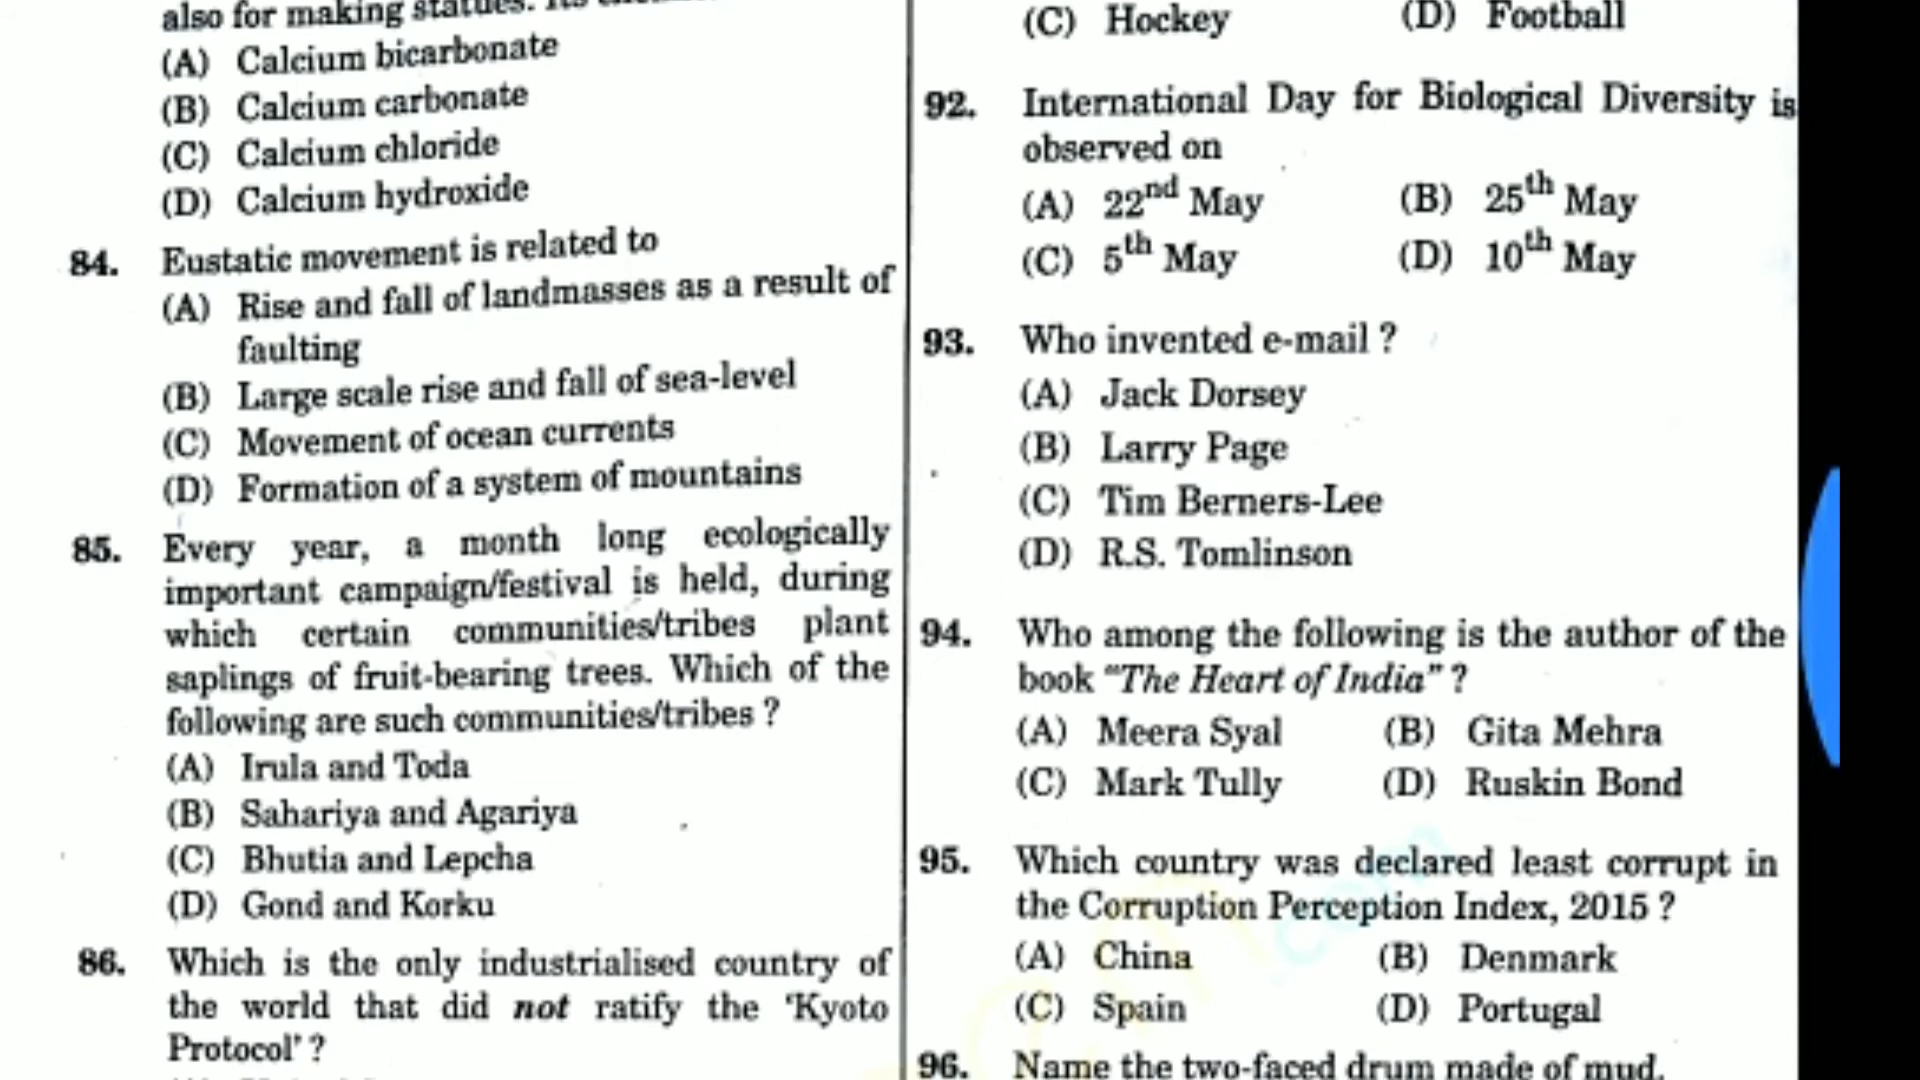 also for making statues. Its
(A) Calcium bicarbonate
(B) Calcium carbonate
(C) Calcium chloride
(D) Calcium hydroxide
84. Eustatic movement is related to
(A) Rise and fall of landmasses as a result of
faulting
(B) Large scale rise and fall of sea-level
(C) Movement of ocean currents
(D) Formation of a system of mountains
85. Every year, a month long ecologically
important campaign/festival is held, during
which certain communities/tribes plant
saplings of fruit-bearing trees. Which of the
following are such communities/tribes ?
(A) Irula and Toda
(B) Sahariya and Agariya
(C) Bhutia and Lepcha
(D) Gond and Korku
86. Which is the only industrialised country of
the world that did not ratify the ‘Kyoto
Protocol’ ?
(C) Hockey (D) Football
92. International Day for Biological Diversity is
observed on
(A) 22nd May (B) 25th May
(C) 5th May (D) 10th May
93. Who invented e-mail ?
(A) Jack Dorsey
(B) Larry Page
(C) Tim Berners-Lee
(D) R.S. Tomlinson
94. Who among the following is the author of the
book “The Heart of India” ?
(A) Meera Syal (B) Gita Mehra
(C) Mark Tully (D) Ruskin Bond
95. Which country was declared least corrupt in
the Corruption Perception Index, 2015 ?
(A) China (B) Denmark
(C) Spain (D) Portugal
96. Name the two-faced drum made of mud.